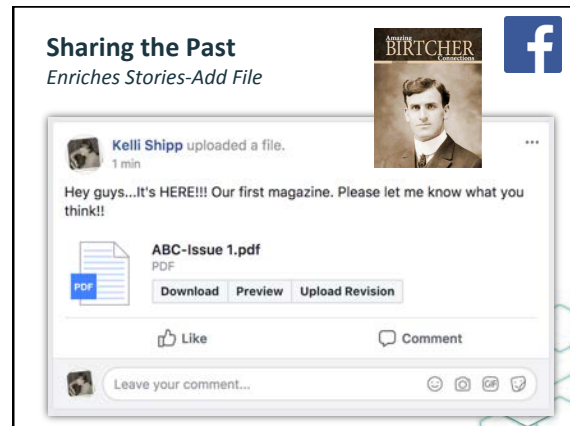 Sharing the Past
Enriches Stories-Add File
Amazing
BIRTCHER
Connections
f
Kelli Shipp uploaded a file.
1 min
...
Hey guys...It's HERE!!! Our first magazine. Please let me know what you
think!!
ABC-Issue 1.pdf
PDF
PDF
Download Preview Upload Revision
Like Comment
Leave your comment...
GIF